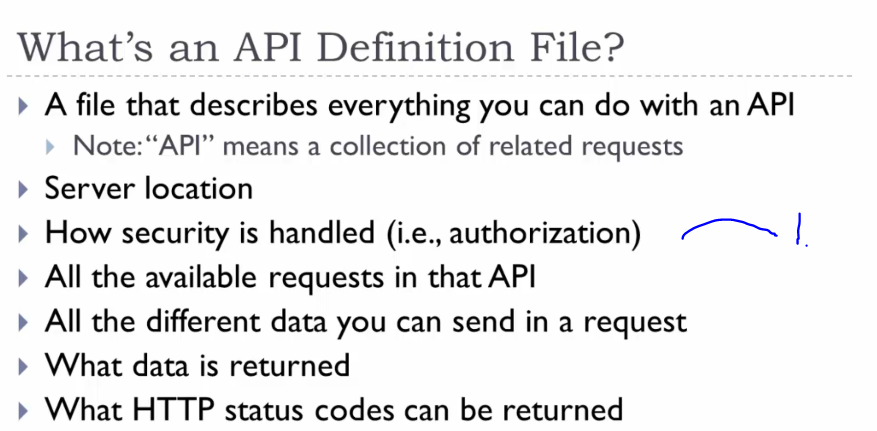 What's an API Definition File?
A file that describes everything you can do with an API
Note: "API" means a collection of related requests
Server location
How security is handled (i.e., authorization) 1.
All the available requests in that API
All the different data you can send in a request
What data is returned
What HTTP status codes can be returned